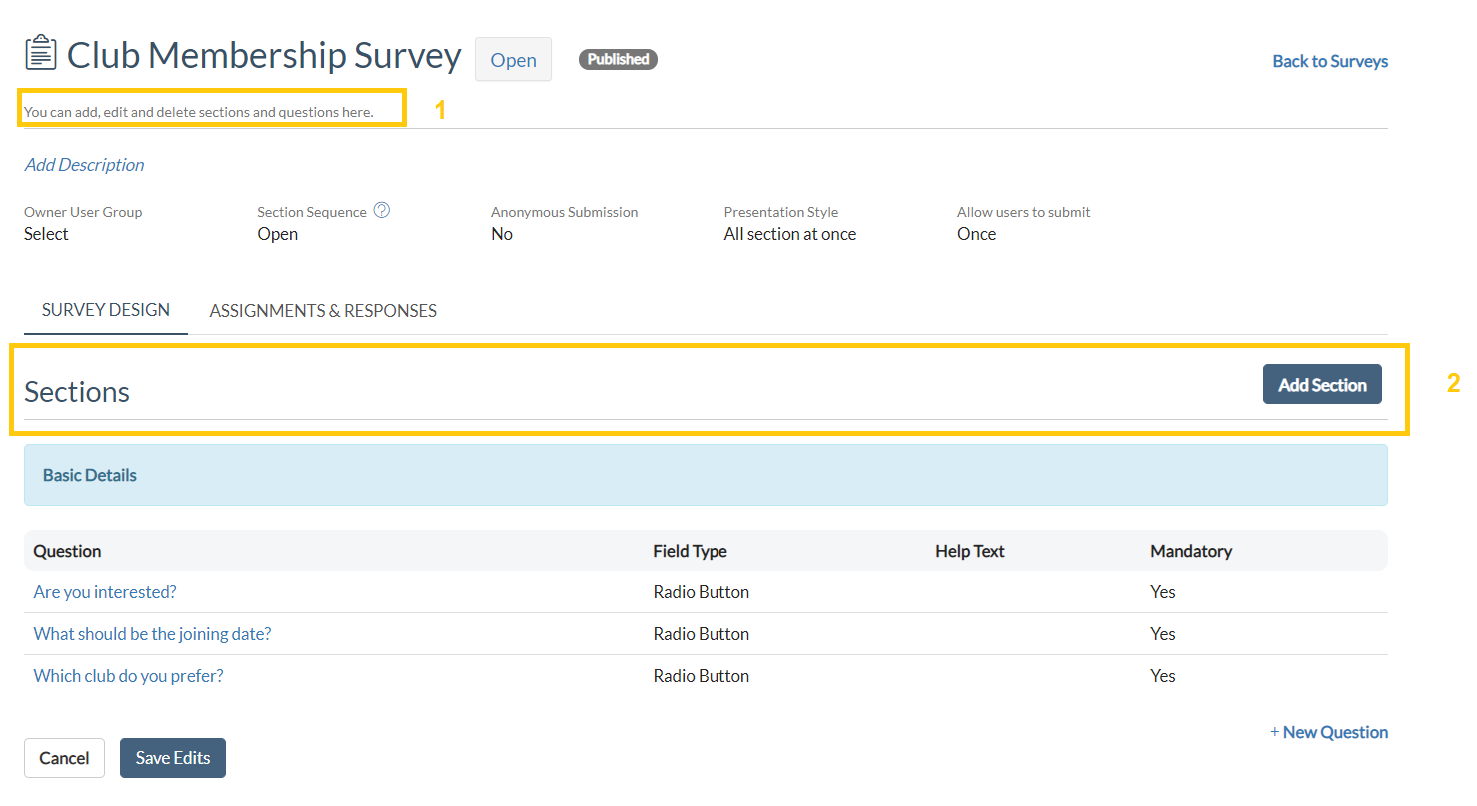 Club Membership Survey Open Published Back to Surveys
You can add, edit and delete sections and questions here. 1
Add Description
Owner User Group Section Sequence ? Anonymous Submission Presentation Style Allow users to submit
Select Open No All section at once Once
SURVEY DESIGN ASSIGNMENTS & RESPONSES
Sections Add Section 2
Basic Details
Question Field Type Help Text Mandatory
Are you interested? Radio Button Yes
What should be the joining date? Radio Button Yes
Which club do you prefer? Radio Button Yes
+ New Question
Cancel Save Edits